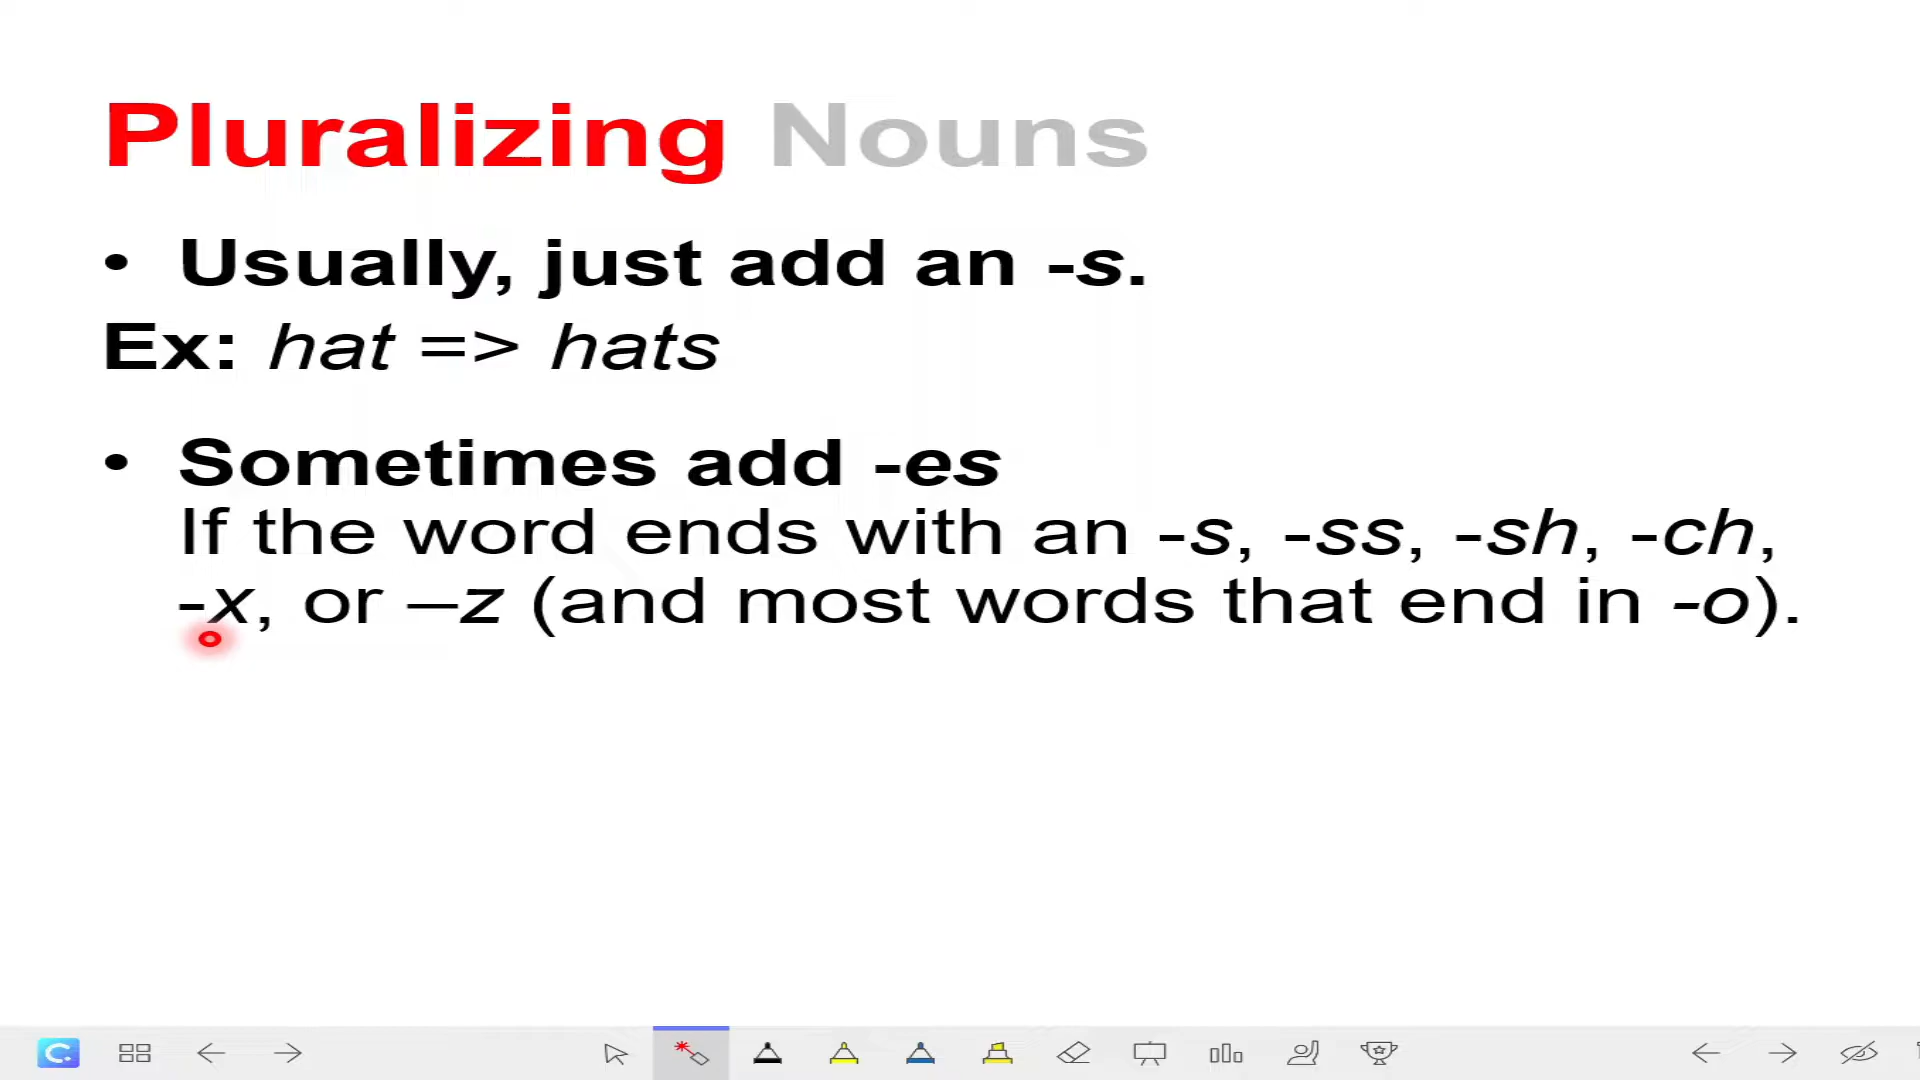 Pluralizing Nouns
• Usually, just add an -s.
Ex: hat => hats
• Sometimes add -es
If the word ends with an -s, -ss, -sh, -ch,
-x, or –z (and most words that end in -o).